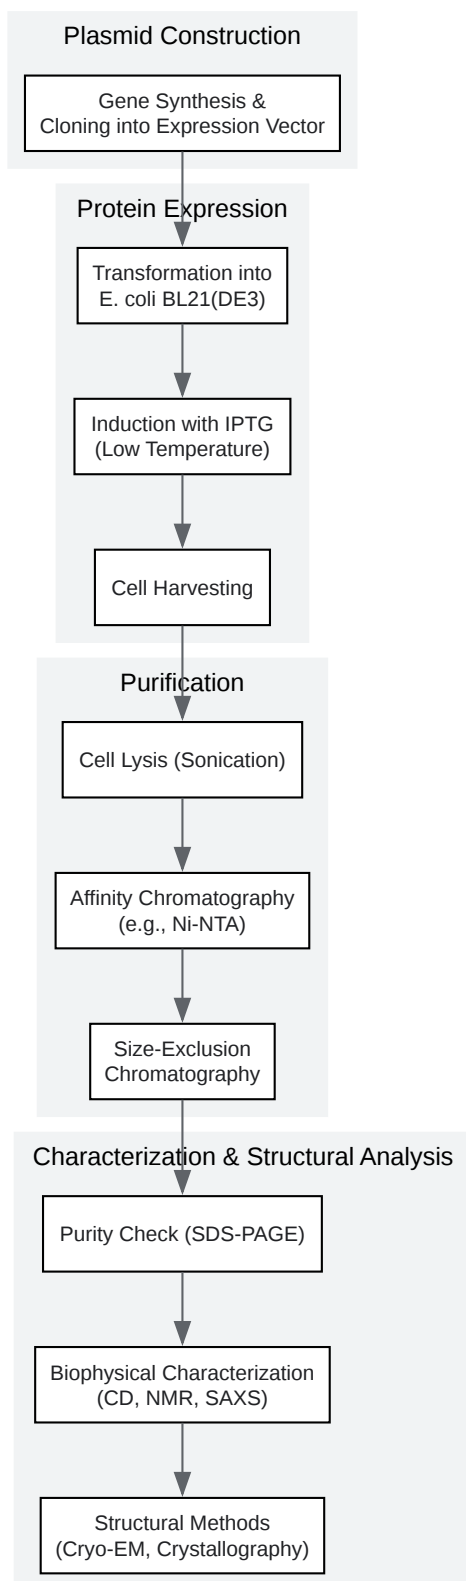 Plasmid Construction
Gene Synthesis &
Cloning into Expression Vector
Protein Expression
Transformation into
E. coli BL21(DE3)
Induction with IPTG
(Low Temperature)
Cell Harvesting
Purification
Cell Lysis (Sonication)
Affinity Chromatography
(e.g., Ni-NTA)
Size-Exclusion
Chromatography
Characterization & Structural Analysis
Purity Check (SDS-PAGE)
Biophysical Characterization
(CD, NMR, SAXS)
Structural Methods
(Cryo-EM, Crystallography)